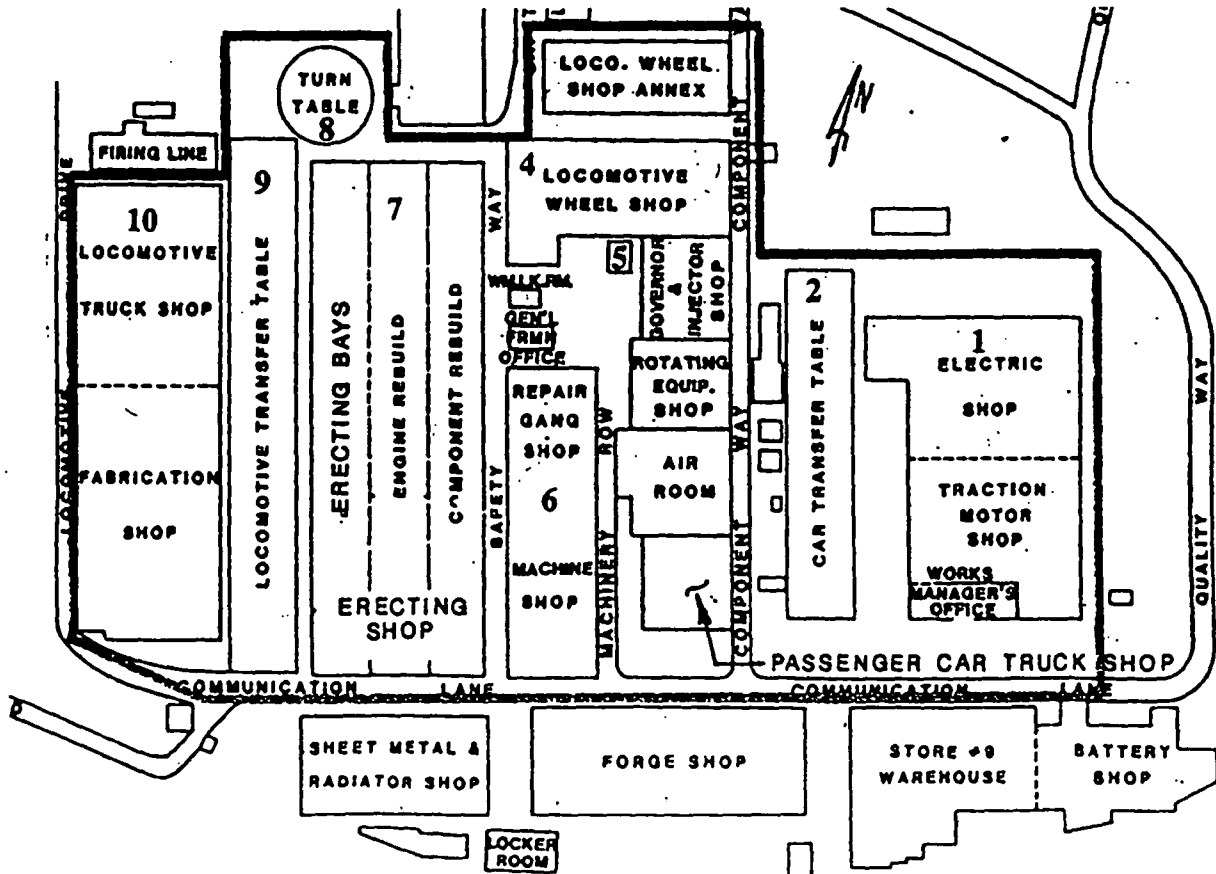 TURN
TABLE
8
LOCO. WHEEL
SHOP ANNEX
N
FIRING LINE
DRIVE
LOCOMOTIVE
10
LOCOMOTIVE
TRUCK SHOP
FABRICATION
SHOP
9
LOCOMOTIVE TRANSFER TABLE
7
ERECTING BAYS
ENGINE REBUILD
COMPONENT REBUILD
ERECTING
SHOP
WAY
SAFETY
4
LOCOMOTIVE
WHEEL SHOP
5
GOVERNOR
&
INJECTOR
SHOP
GEN'L
FRMN
OFFICE
REPAIR
GANG
SHOP
6
MACHINE
SHOP
MACHINERY ROW
ROTATING
EQUIP.
SHOP
AIR
ROOM
COMPONENT
COMPONENT WAY
2
CAR TRANSFER TABLE
1
ELECTRIC
SHOP
TRACTION
MOTOR
SHOP
WORKS
MANAGER'S
OFFICE
QUALITY WAY
PASSENGER CAR TRUCK SHOP
COMMUNICATION LANE
COMMUNICATION LANE
SHEET METAL &
RADIATOR SHOP
FORGE SHOP
STORE #9
WAREHOUSE
BATTERY
SHOP
LOCKER
ROOM